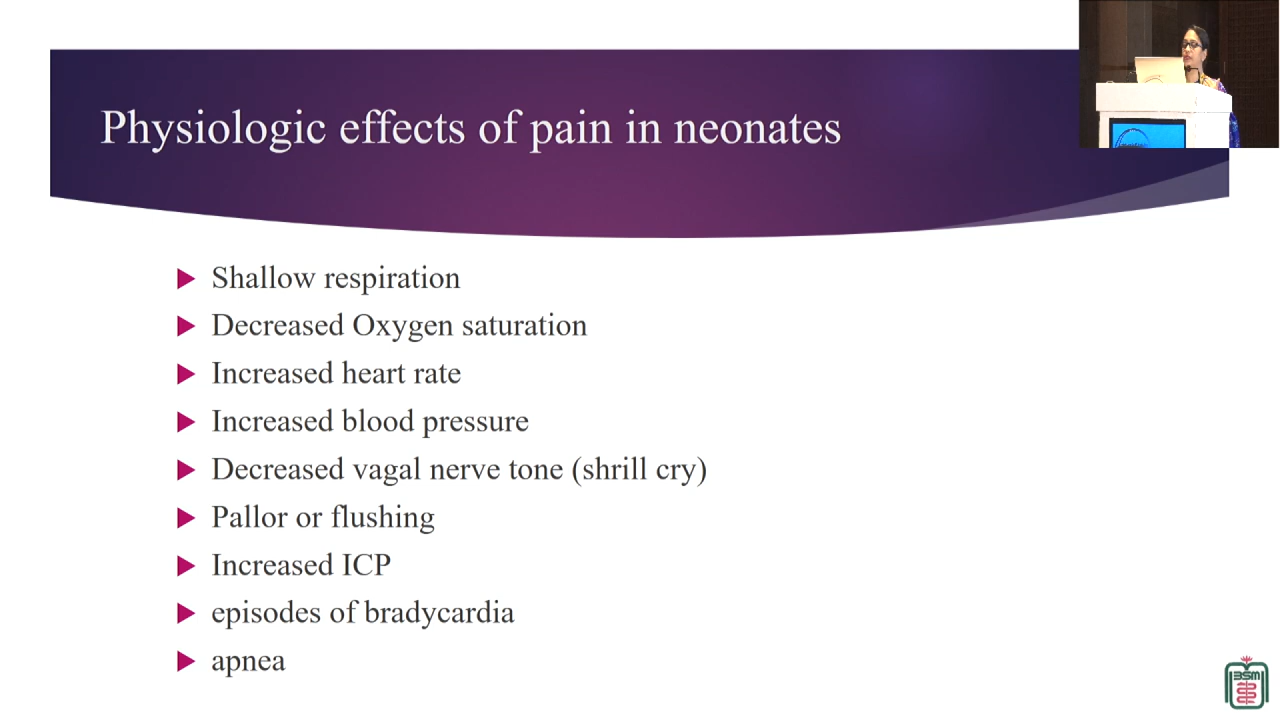 Physiologic effects of pain in neonates
Shallow respiration
Decreased Oxygen saturation
Increased heart rate
Increased blood pressure
Decreased vagal nerve tone (shrill cry)
Pallor or flushing
Increased ICP
episodes of bradycardia
apnea
BSM